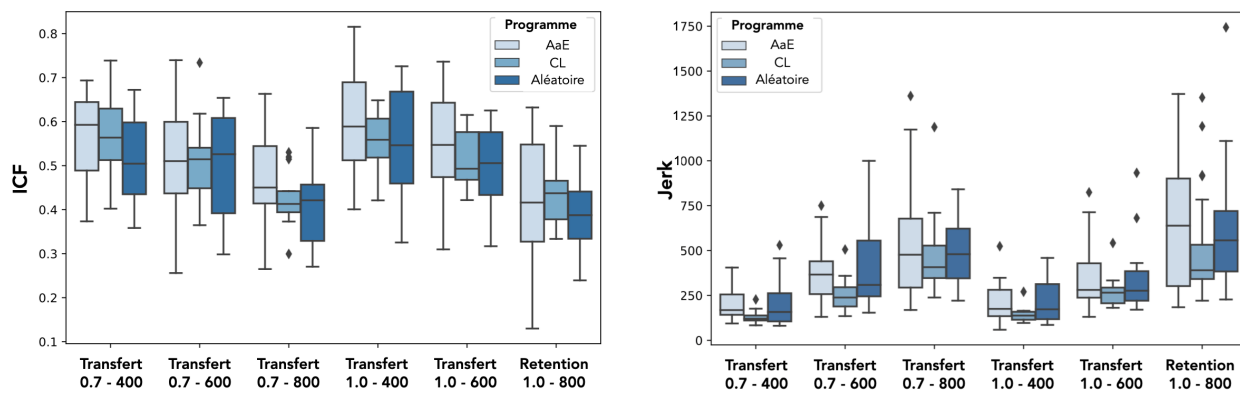 Programme
AaE
CL
Aléatoire
ICF
0.8
0.7
0.6
0.5
0.4
0.3
0.2
0.1
Transfert
0.7 - 400
Transfert
0.7 - 600
Transfert
0.7 - 800
Transfert
1.0 - 400
Transfert
1.0 - 600
Retention
1.0 - 800
Programme
AaE
CL
Aléatoire
Jerk
1750
1500
1250
1000
750
500
250
0
Transfert
0.7 - 400
Transfert
0.7 - 600
Transfert
0.7 - 800
Transfert
1.0 - 400
Transfert
1.0 - 600
Retention
1.0 - 800